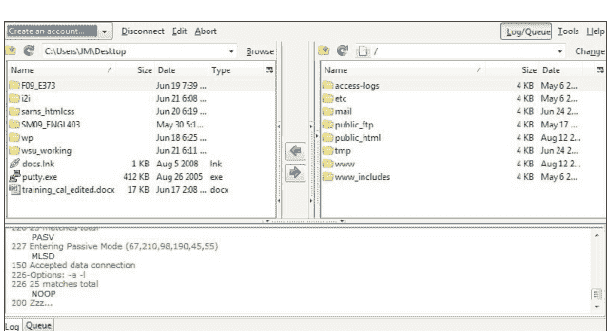 Create an account... Disconnect Edit Abort Log/Queue Tools Help
C:\Users\JM\Desktop Browse / Change
Name Size Date Type Name Size Date
F09_E373 Jun 19 7:39 ... access-logs 4 KB May 6 2...
i2i Jun 21 6:08 ... etc 4 KB May 6 2...
sams_htmlcss Jun 20 6:19 ... mail 4 KB Jun 24 2...
SM09_ENGL403 May 30 5:1... public_ftp 4 KB May 17 ...
wp Jun 18 6:25 ... public_html 4 KB Aug 12 2...
wsu_working Jun 21 6:11 ... tmp 4 KB Jun 24 2...
docs.lnk 1 KB Aug 5 2008 lnk www 4 KB Aug 12 2...
putty.exe 412 KB Aug 26 2005 exe www_includes 4 KB May 6 2...
training_cal_edited.docx 17 KB Jun 17 2:08 ... docx
226 25 matches total
PASV
227 Entering Passive Mode (67,210,98,190,45,55)
MLSD
150 Accepted data connection
226-Options: -a -l
226 25 matches total
NOOP
200 Zzz...
Log Queue